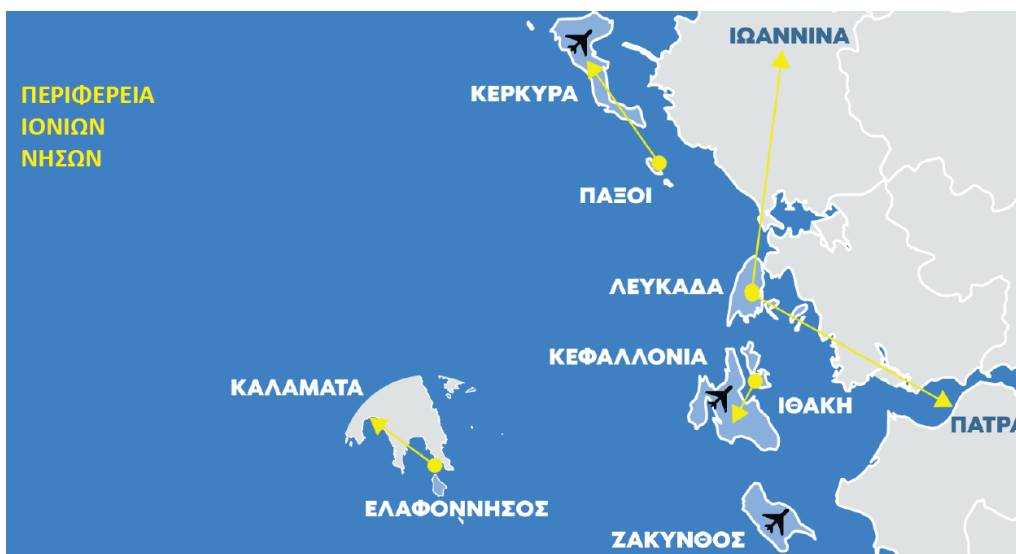 ΙΩΑΝΝΙΝΑ
ΠΕΡΙΦΕΡΕΙΑ
ΙΟΝΙΩΝ
ΝΗΣΩΝ
ΚΕΡΚΥΡΑ
ΠΑΞΟΙ
ΛΕΥΚΑΔΑ
ΚΕΦΑΛΛΟΝΙΑ
ΚΑΛΑΜΑΤΑ
ΙΘΑΚΗ
ΠΑΤΡΑ
ΕΛΑΦΟΝΝΗΣΟΣ
ΖΑΚΥΝΘΟΣ